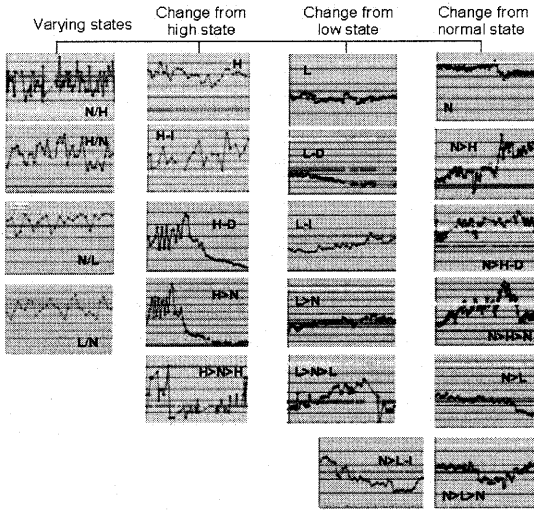 Varying states
Change from
high state
Change from
low state
Change from
normal state
N/H
H
L
N
H/N
H-I
L-D
N>H
N/L
H-D
L-I
N>H-D
L/N
H>N
L>N
N>H>N
H>N>H
L>N>L
N>L
N>L-I
N>L>N